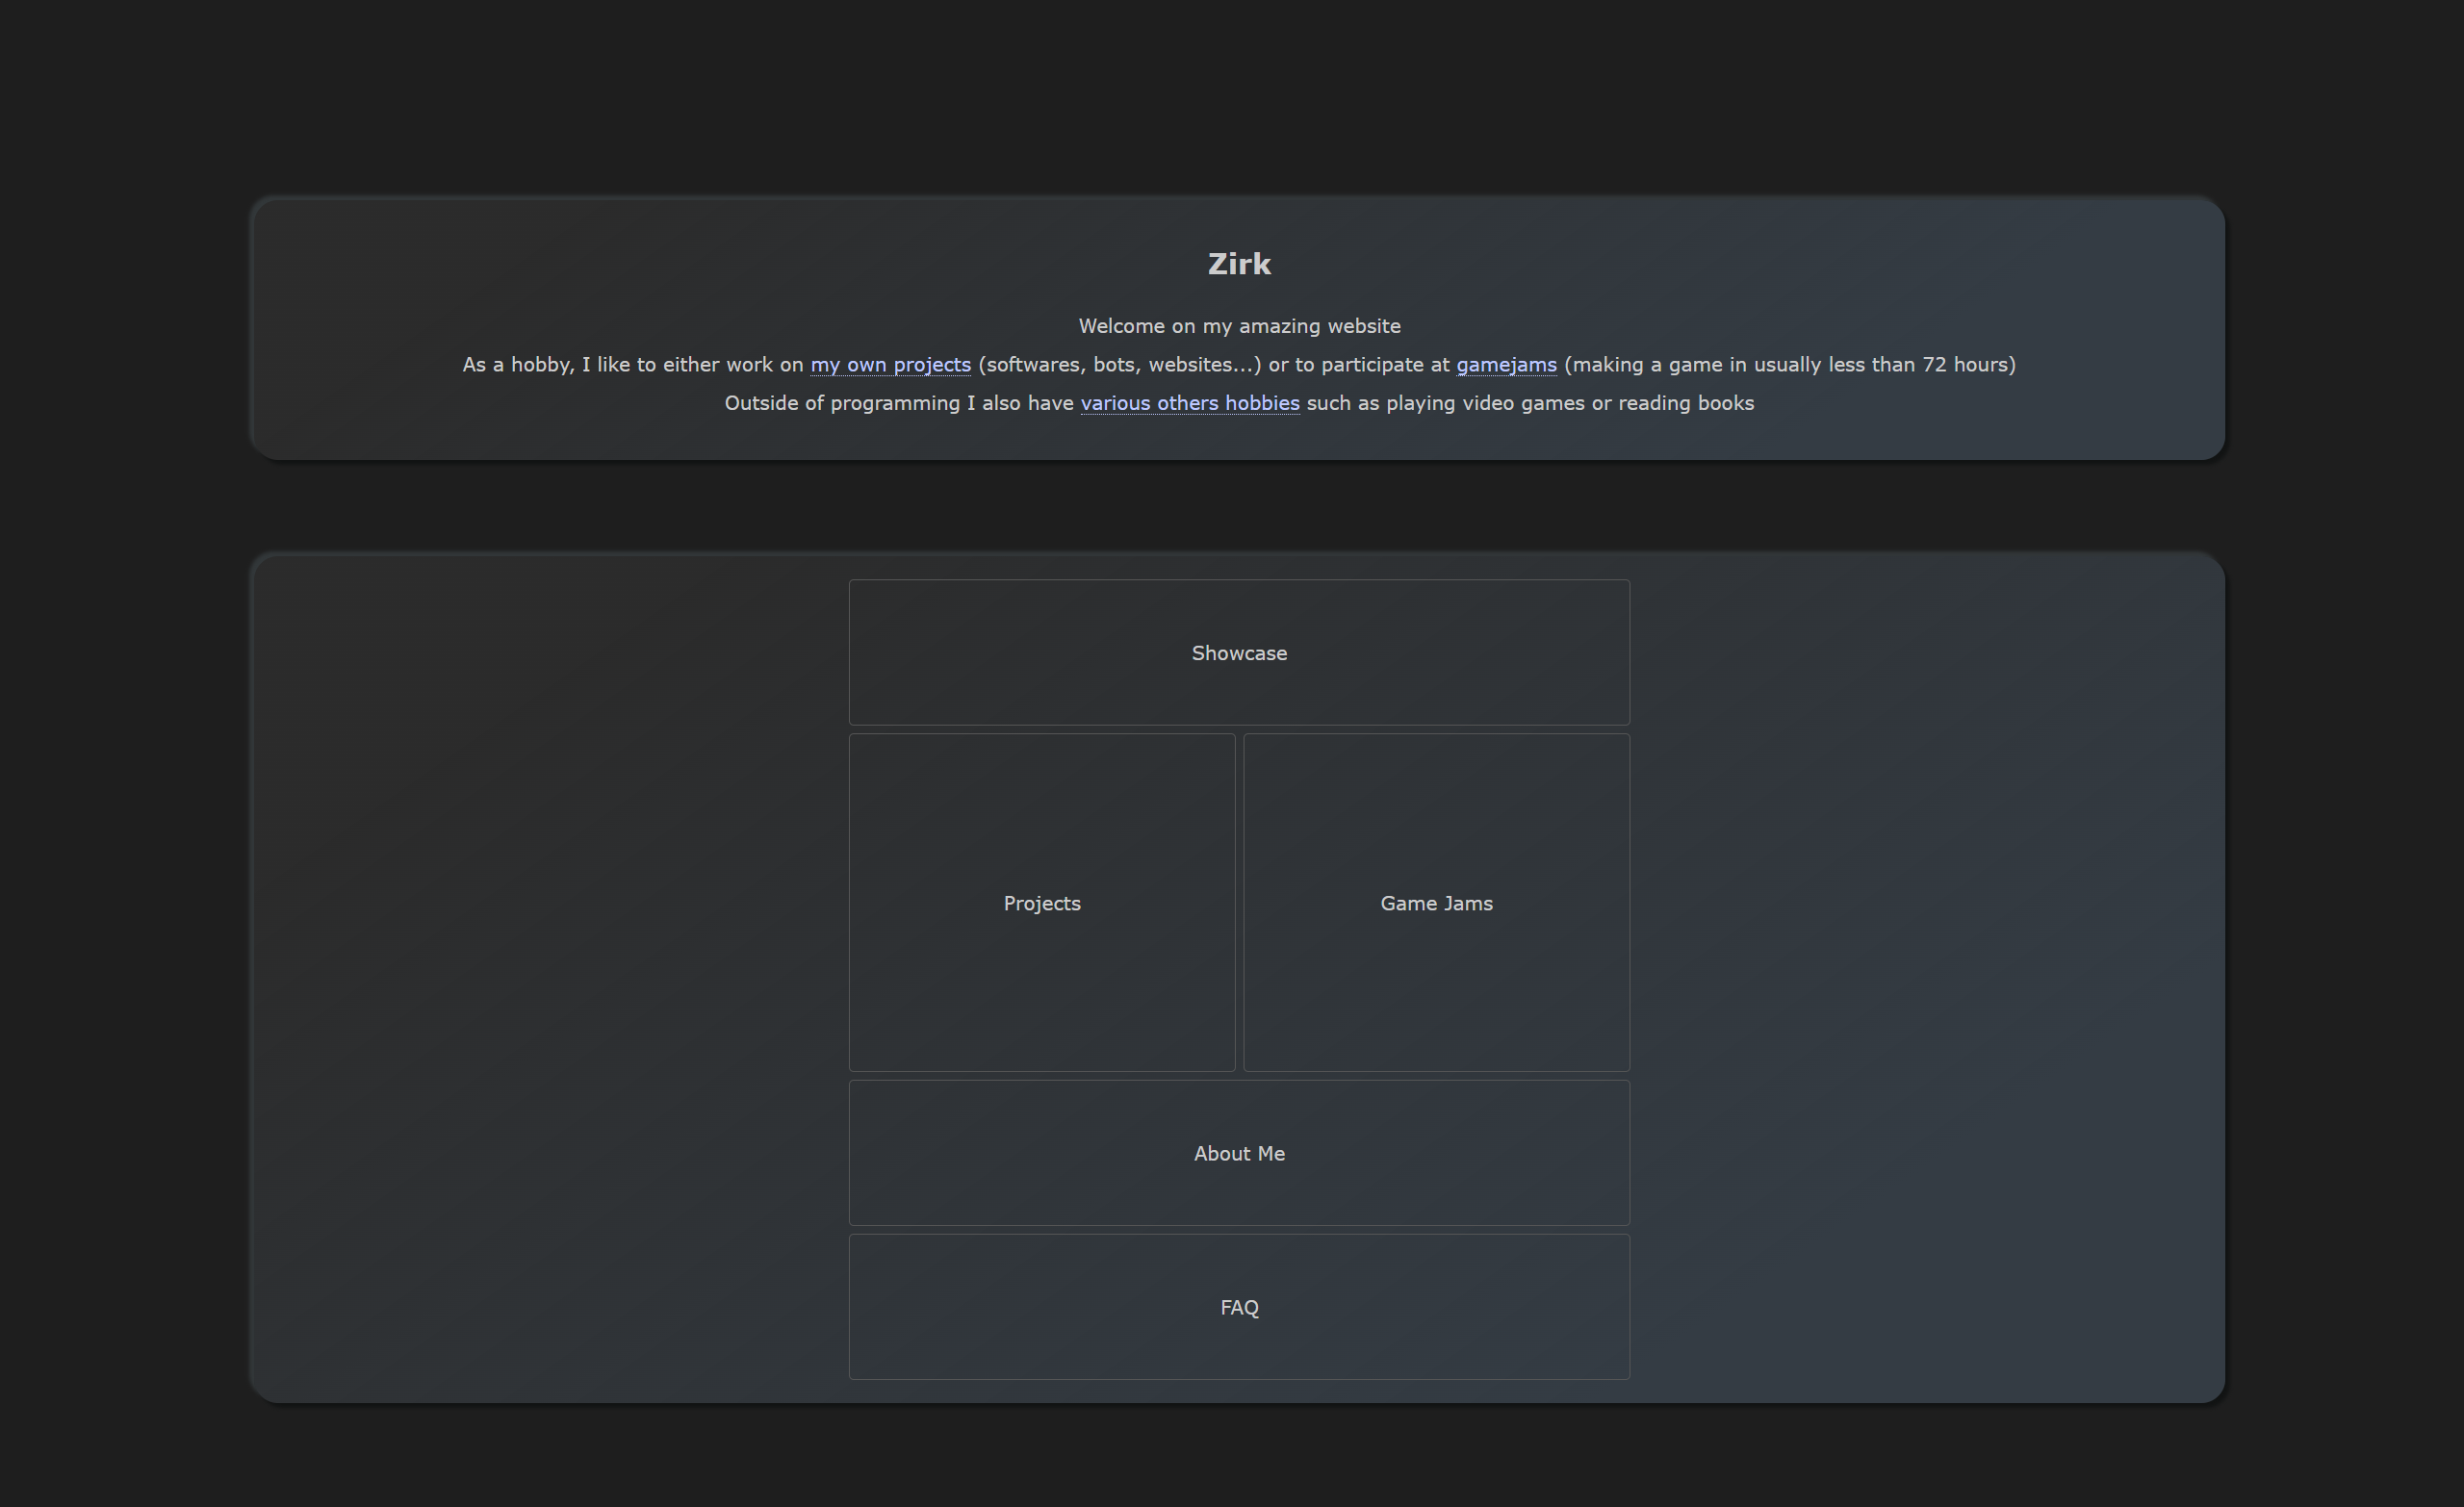 Zirk
Welcome on my amazing website
As a hobby, I like to either work on my own projects (softwares, bots, websites...) or to participate at gamejams (making a game in usually less than 72 hours)
Outside of programming I also have various others hobbies such as playing video games or reading books
Showcase
Projects
Game Jams
About Me
FAQ